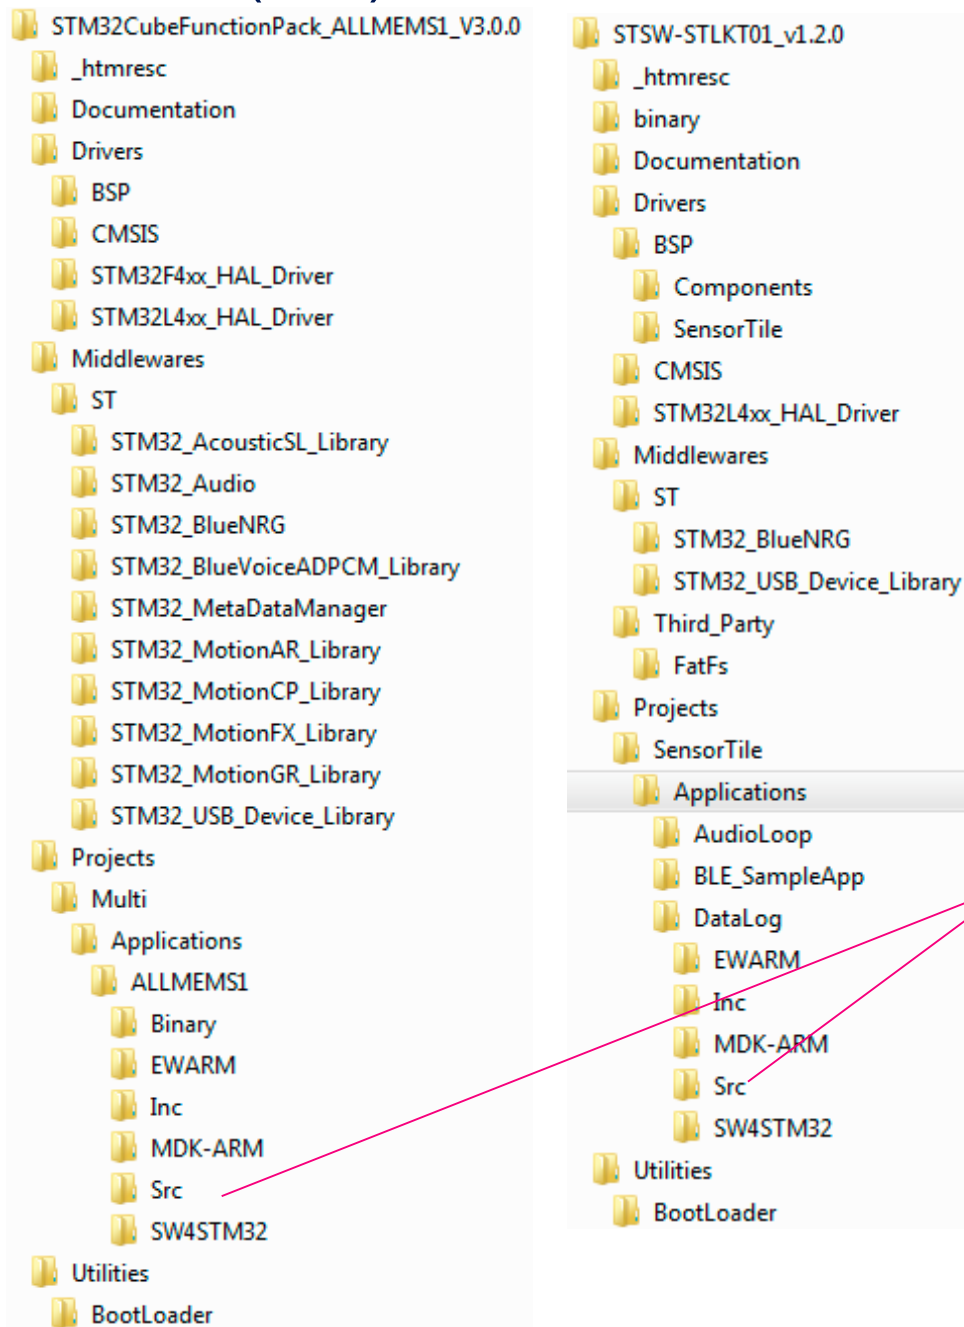 STM32CubeFunctionPack_ALLMEMS1_V3.0.0
_htmresc
Documentation
Drivers
BSP
CMSIS
STM32F4xx_HAL_Driver
STM32L4xx_HAL_Driver
Middlewares
ST
STM32_AcousticSL_Library
STM32_Audio
STM32_BlueNRG
STM32_BlueVoiceADPCM_Library
STM32_MetaDataManager
STM32_MotionAR_Library
STM32_MotionCP_Library
STM32_MotionFX_Library
STM32_MotionGR_Library
STM32_USB_Device_Library
Projects
Multi
Applications
ALLMEMS1
Binary
EWARM
Inc
MDK-ARM
Src
SW4STM32
Utilities
BootLoader
STSW-STLKT01_v1.2.0
_htmresc
binary
Documentation
Drivers
BSP
Components
SensorTile
CMSIS
STM32L4xx_HAL_Driver
Middlewares
ST
STM32_BlueNRG
STM32_USB_Device_Library
Third_Party
FatFs
Projects
SensorTile
Applications
AudioLoop
BLE_SampleApp
DataLog
EWARM
Inc
MDK-ARM
Src
SW4STM32
Utilities
BootLoader